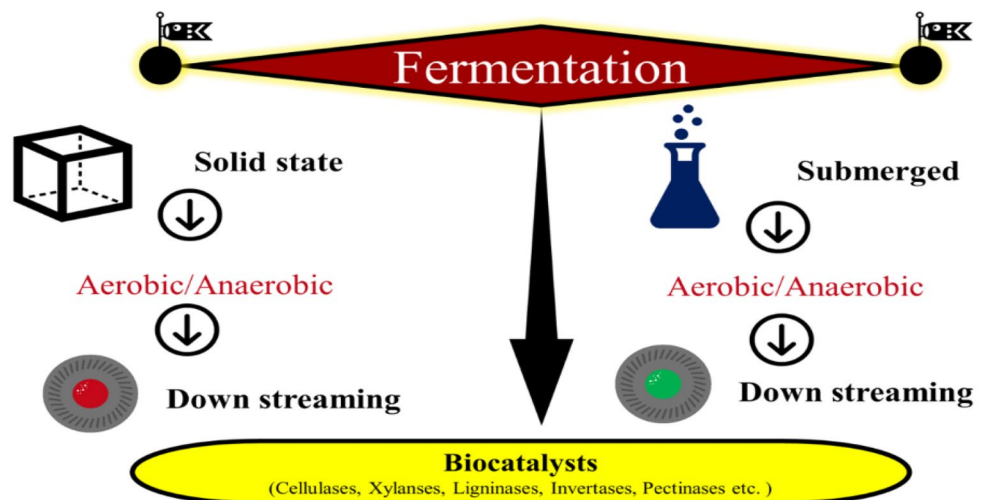 Fermentation
Solid state
Submerged
Aerobic/Anaerobic
Aerobic/Anaerobic
Down streaming
Down streaming
Biocatalysts
(Cellulases, Xylanses, Ligninases, Invertases, Pectinases etc. )